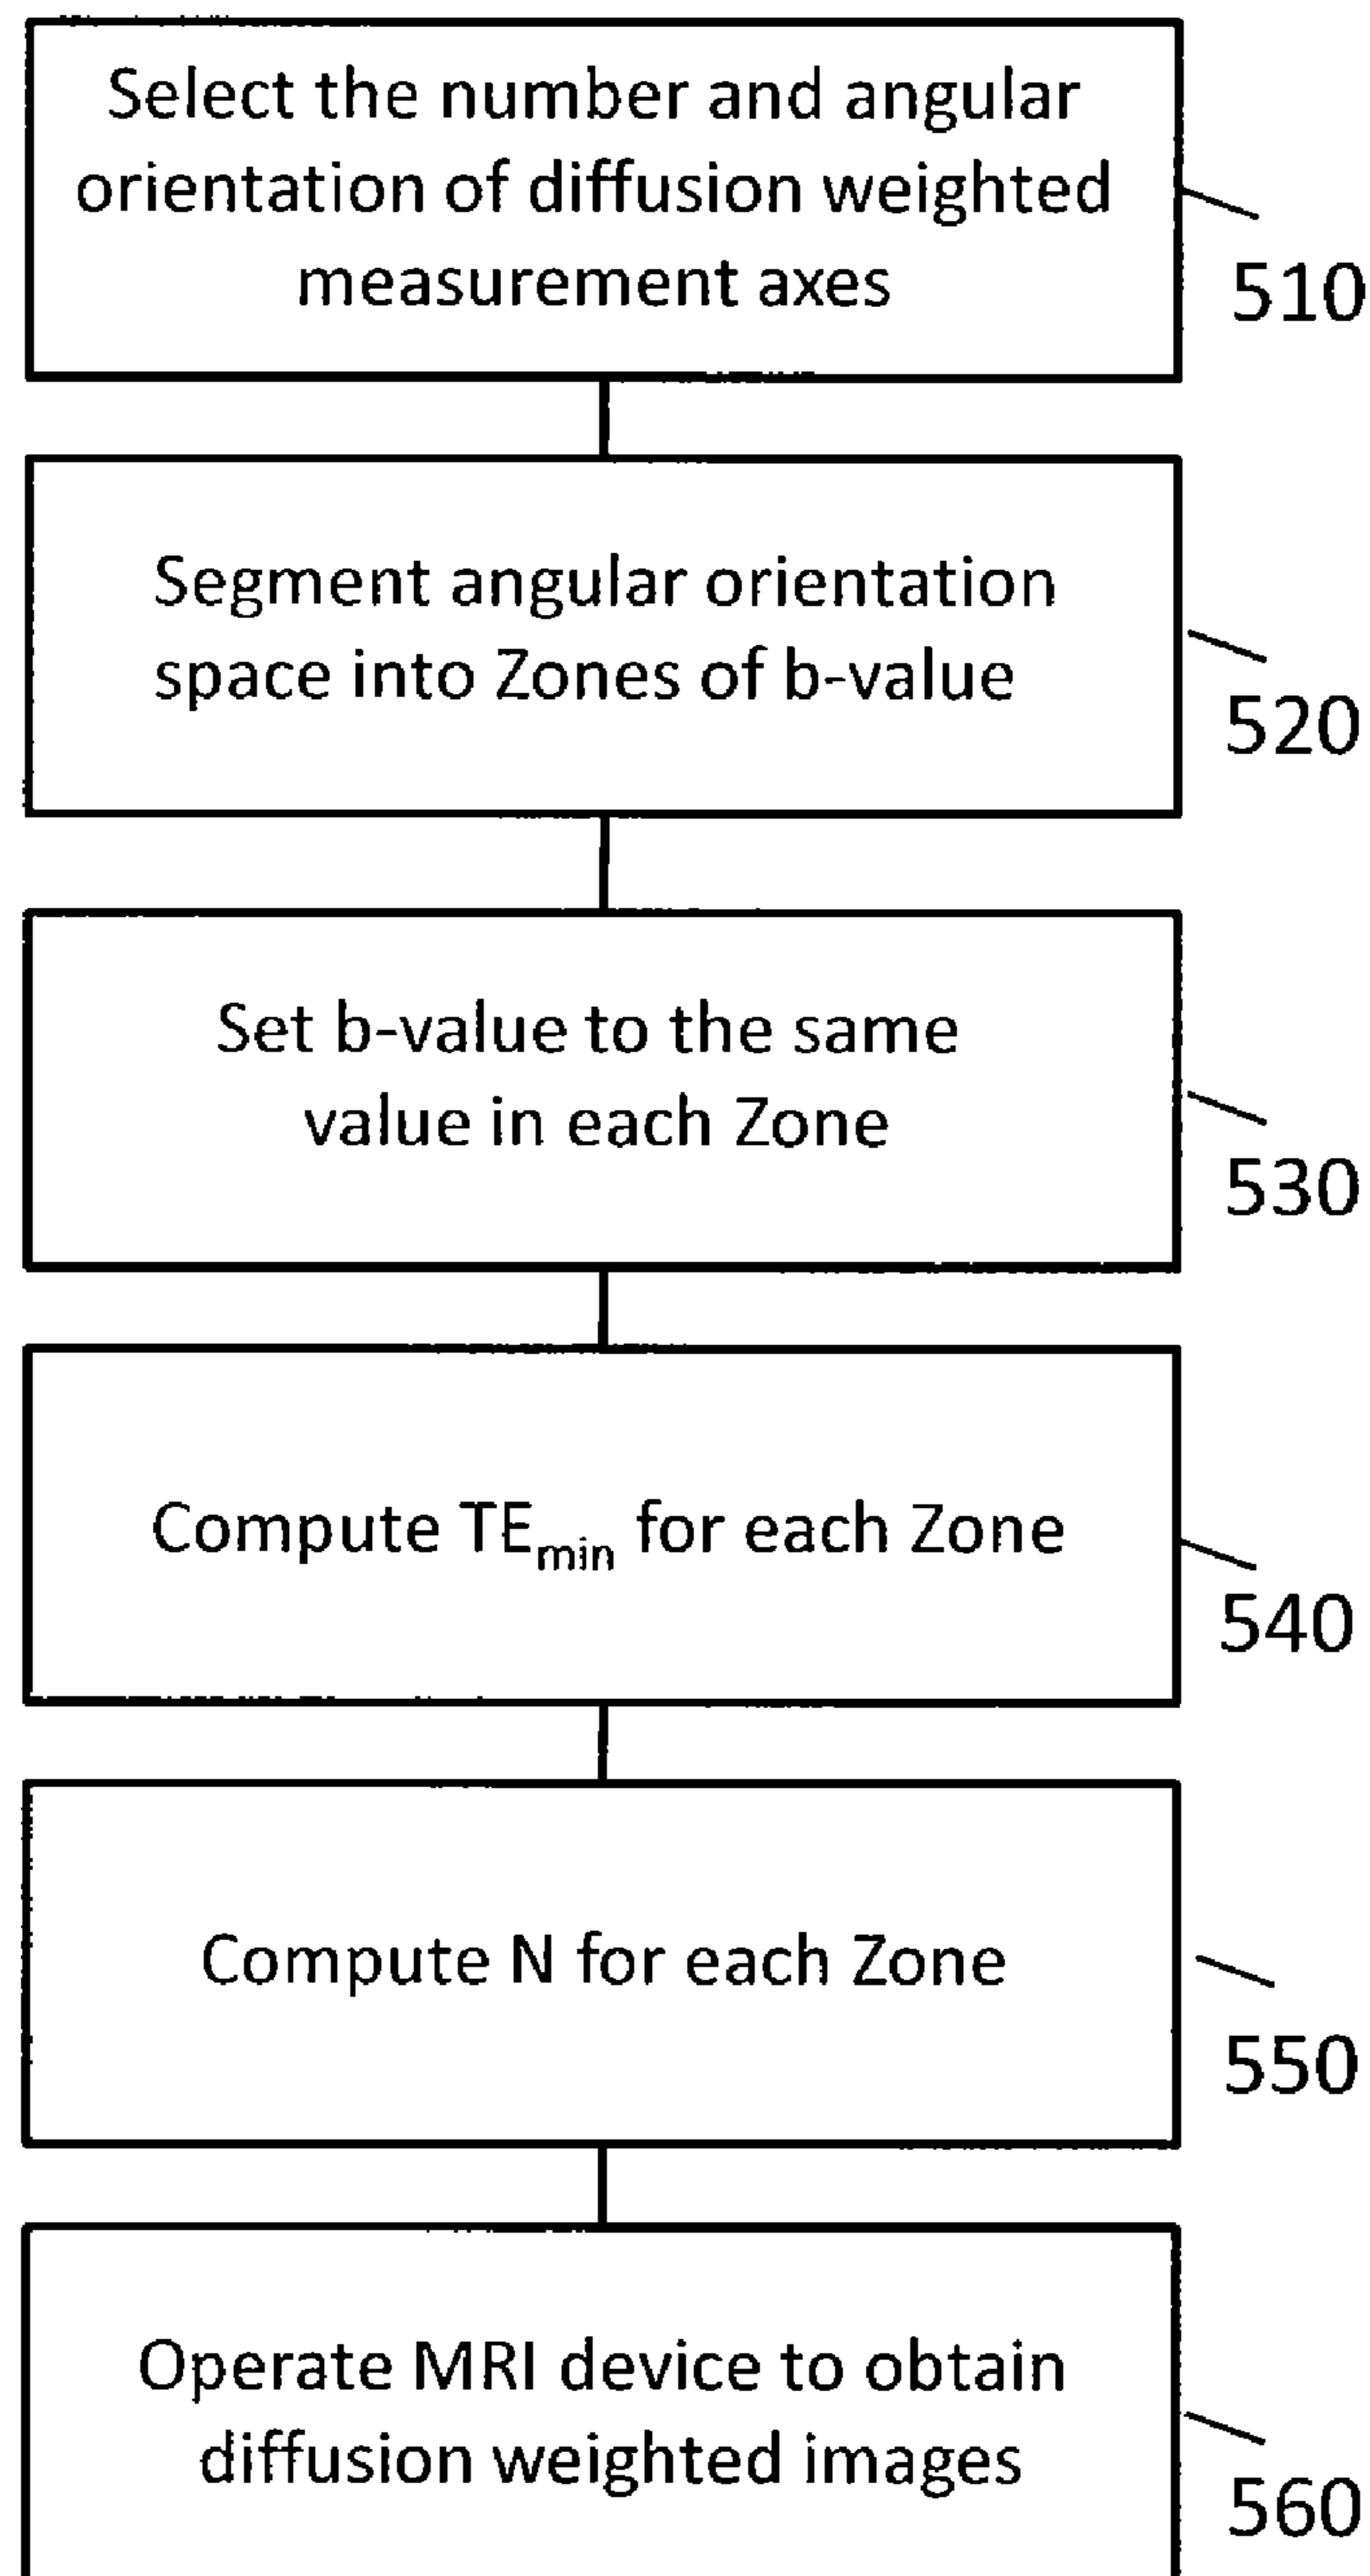 Select the number and angular
orientation of diffusion weighted
measurement axes
510
Segment angular orientation
space into Zones of b-value
520
Set b-value to the same
value in each Zone
530
Compute TEmin for each Zone
540
Compute N for each Zone
550
Operate MRI device to obtain
diffusion weighted images
560